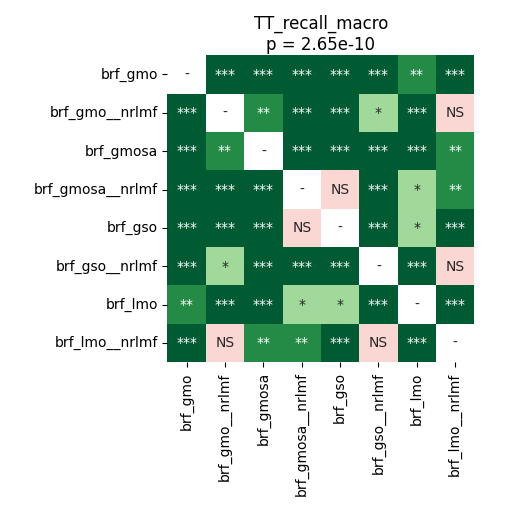 TT_recall_macro
p = 2.65e-10
brf_gmo - *** *** *** *** *** ** ***
brf_gmo__nrlmf *** - ** *** *** * *** NS
brf_gmosa *** ** - *** *** *** *** **
brf_gmosa__nrlmf *** *** *** - NS *** * **
brf_gso *** *** *** NS - *** * ***
brf_gso__nrlmf *** * *** *** *** - *** NS
brf_lmo ** *** *** * * *** - ***
brf_lmo__nrlmf *** NS ** ** *** NS *** -
brf_gmo
brf_gmo__nrlmf
brf_gmosa
brf_gmosa__nrlmf
brf_gso
brf_gso__nrlmf
brf_lmo
brf_lmo__nrlmf